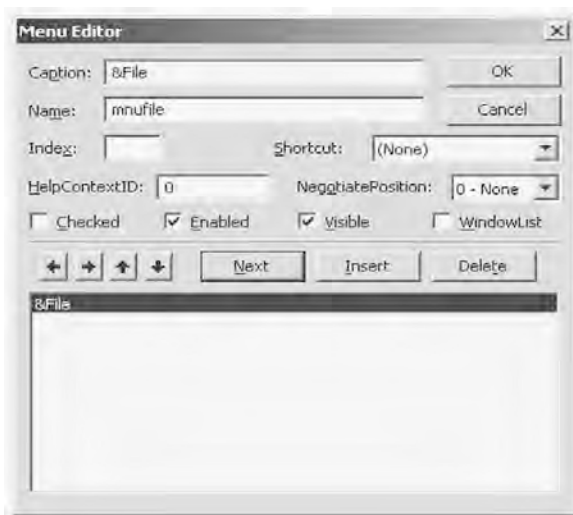 Menu Editor
Caption: &File
OK
Name: mnufile
Cancel
Index:
Shortcut: (None)
HelpContextID: 0
NegotiatePosition: 0 - None
Checked Enabled Visible WindowList
Next Insert Delete
&File